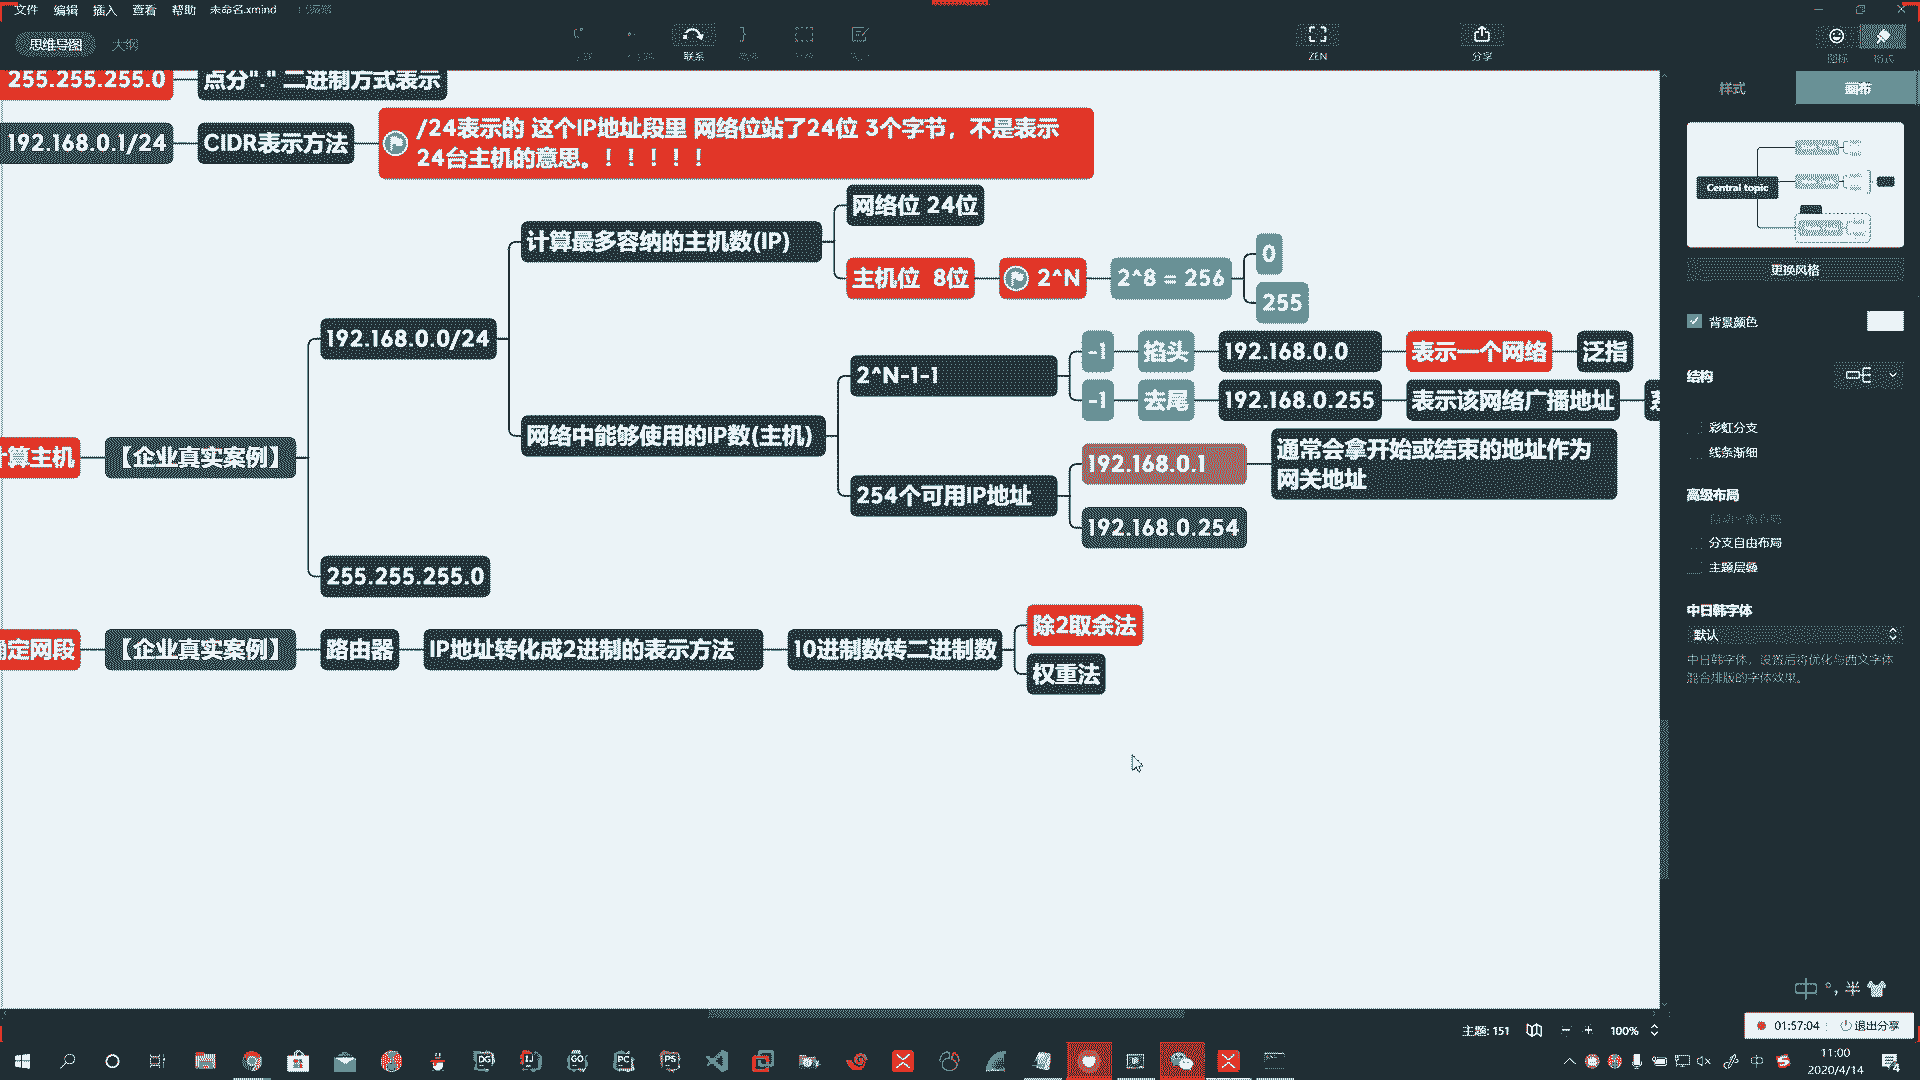 文件 编辑 插入 查看 帮助 未命名.xmind
思维导图 大纲
联系
ZEN
分享
图标 格式
样式 画布
255.255.255.0 点分"." 二进制方式表示
192.168.0.1/24 CIDR表示方法
/24表示的 这个IP地址段里 网络位站了24位 3个字节，不是表示
24台主机的意思。！！！！！
网络位 24位
计算最多容纳的主机数(IP)
主机位 8位 2^N 2^8 = 256
0
255
192.168.0.0/24
2^N-1-1
-1 掐头 192.168.0.0 表示一个网络 泛指
-1 去尾 192.168.0.255 表示该网络广播地址
网络中能够使用的IP数(主机)
254个可用IP地址
192.168.0.1
通常会拿开始或结束的地址作为
网关地址
192.168.0.254
计算主机 【企业真实案例】
255.255.255.0
确定网段 【企业真实案例】 路由器 IP地址转化成2进制的表示方法 10进制数转二进制数
除2取余法
权重法
Central topic
更换风格
背景颜色
结构
彩虹分支
线条渐细
高级布局
分支自由布局
主题层叠
中日韩字体
默认
中日韩字体，设置后将优化与西文字体
混合排版的字体效果。
中 °, 半
主题: 151 100%
01:57:04 退出分享
DG IJ GO PC PS
中
11:00
2020/4/14
4